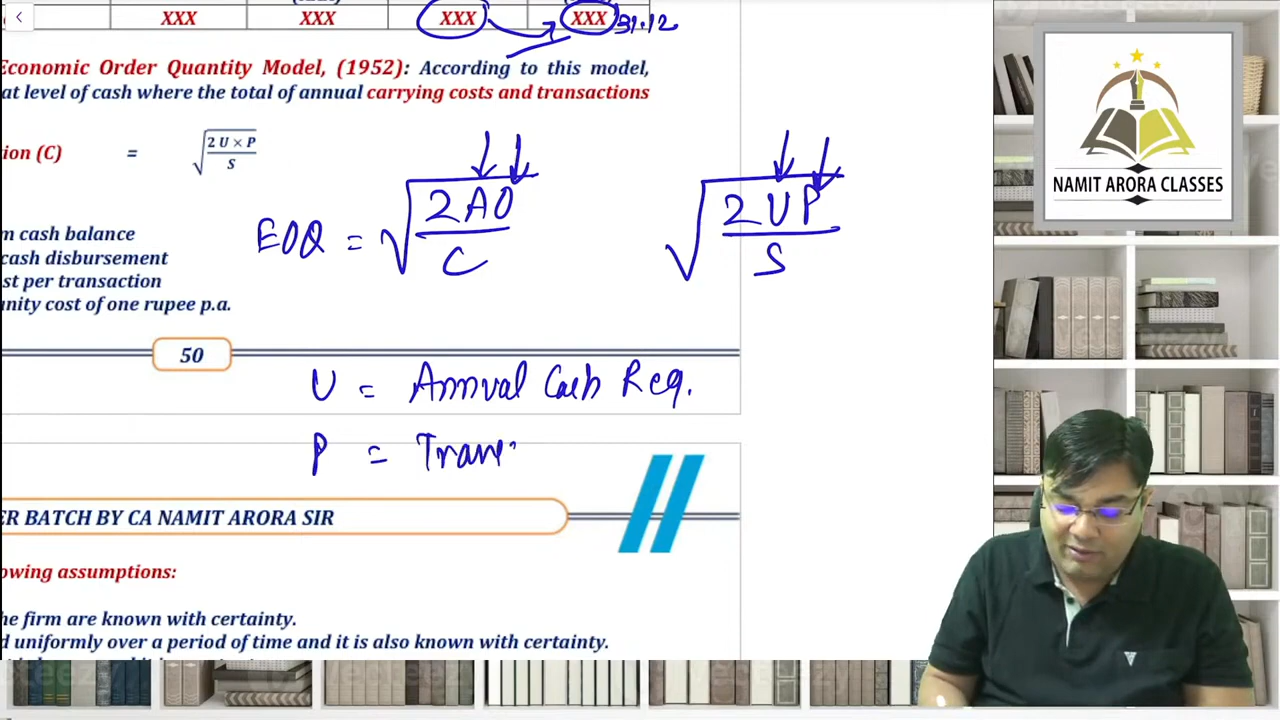 XXX XXX XXX XXX 31.12
Economic Order Quantity Model, (1952): According to this model,
at level of cash where the total of annual carrying costs and transactions
ion (C) = √2 U × P / S
EOQ = √2AO / C √2UP / S
m cash balance
cash disbursement
st per transaction
unity cost of one rupee p.a.
50
U = Annual Cash Req.
P = Trans
ER BATCH BY CA NAMIT ARORA SIR
owing assumptions:
he firm are known with certainty.
d uniformly over a period of time and it is also known with certainty.
NAMIT ARORA CLASSES